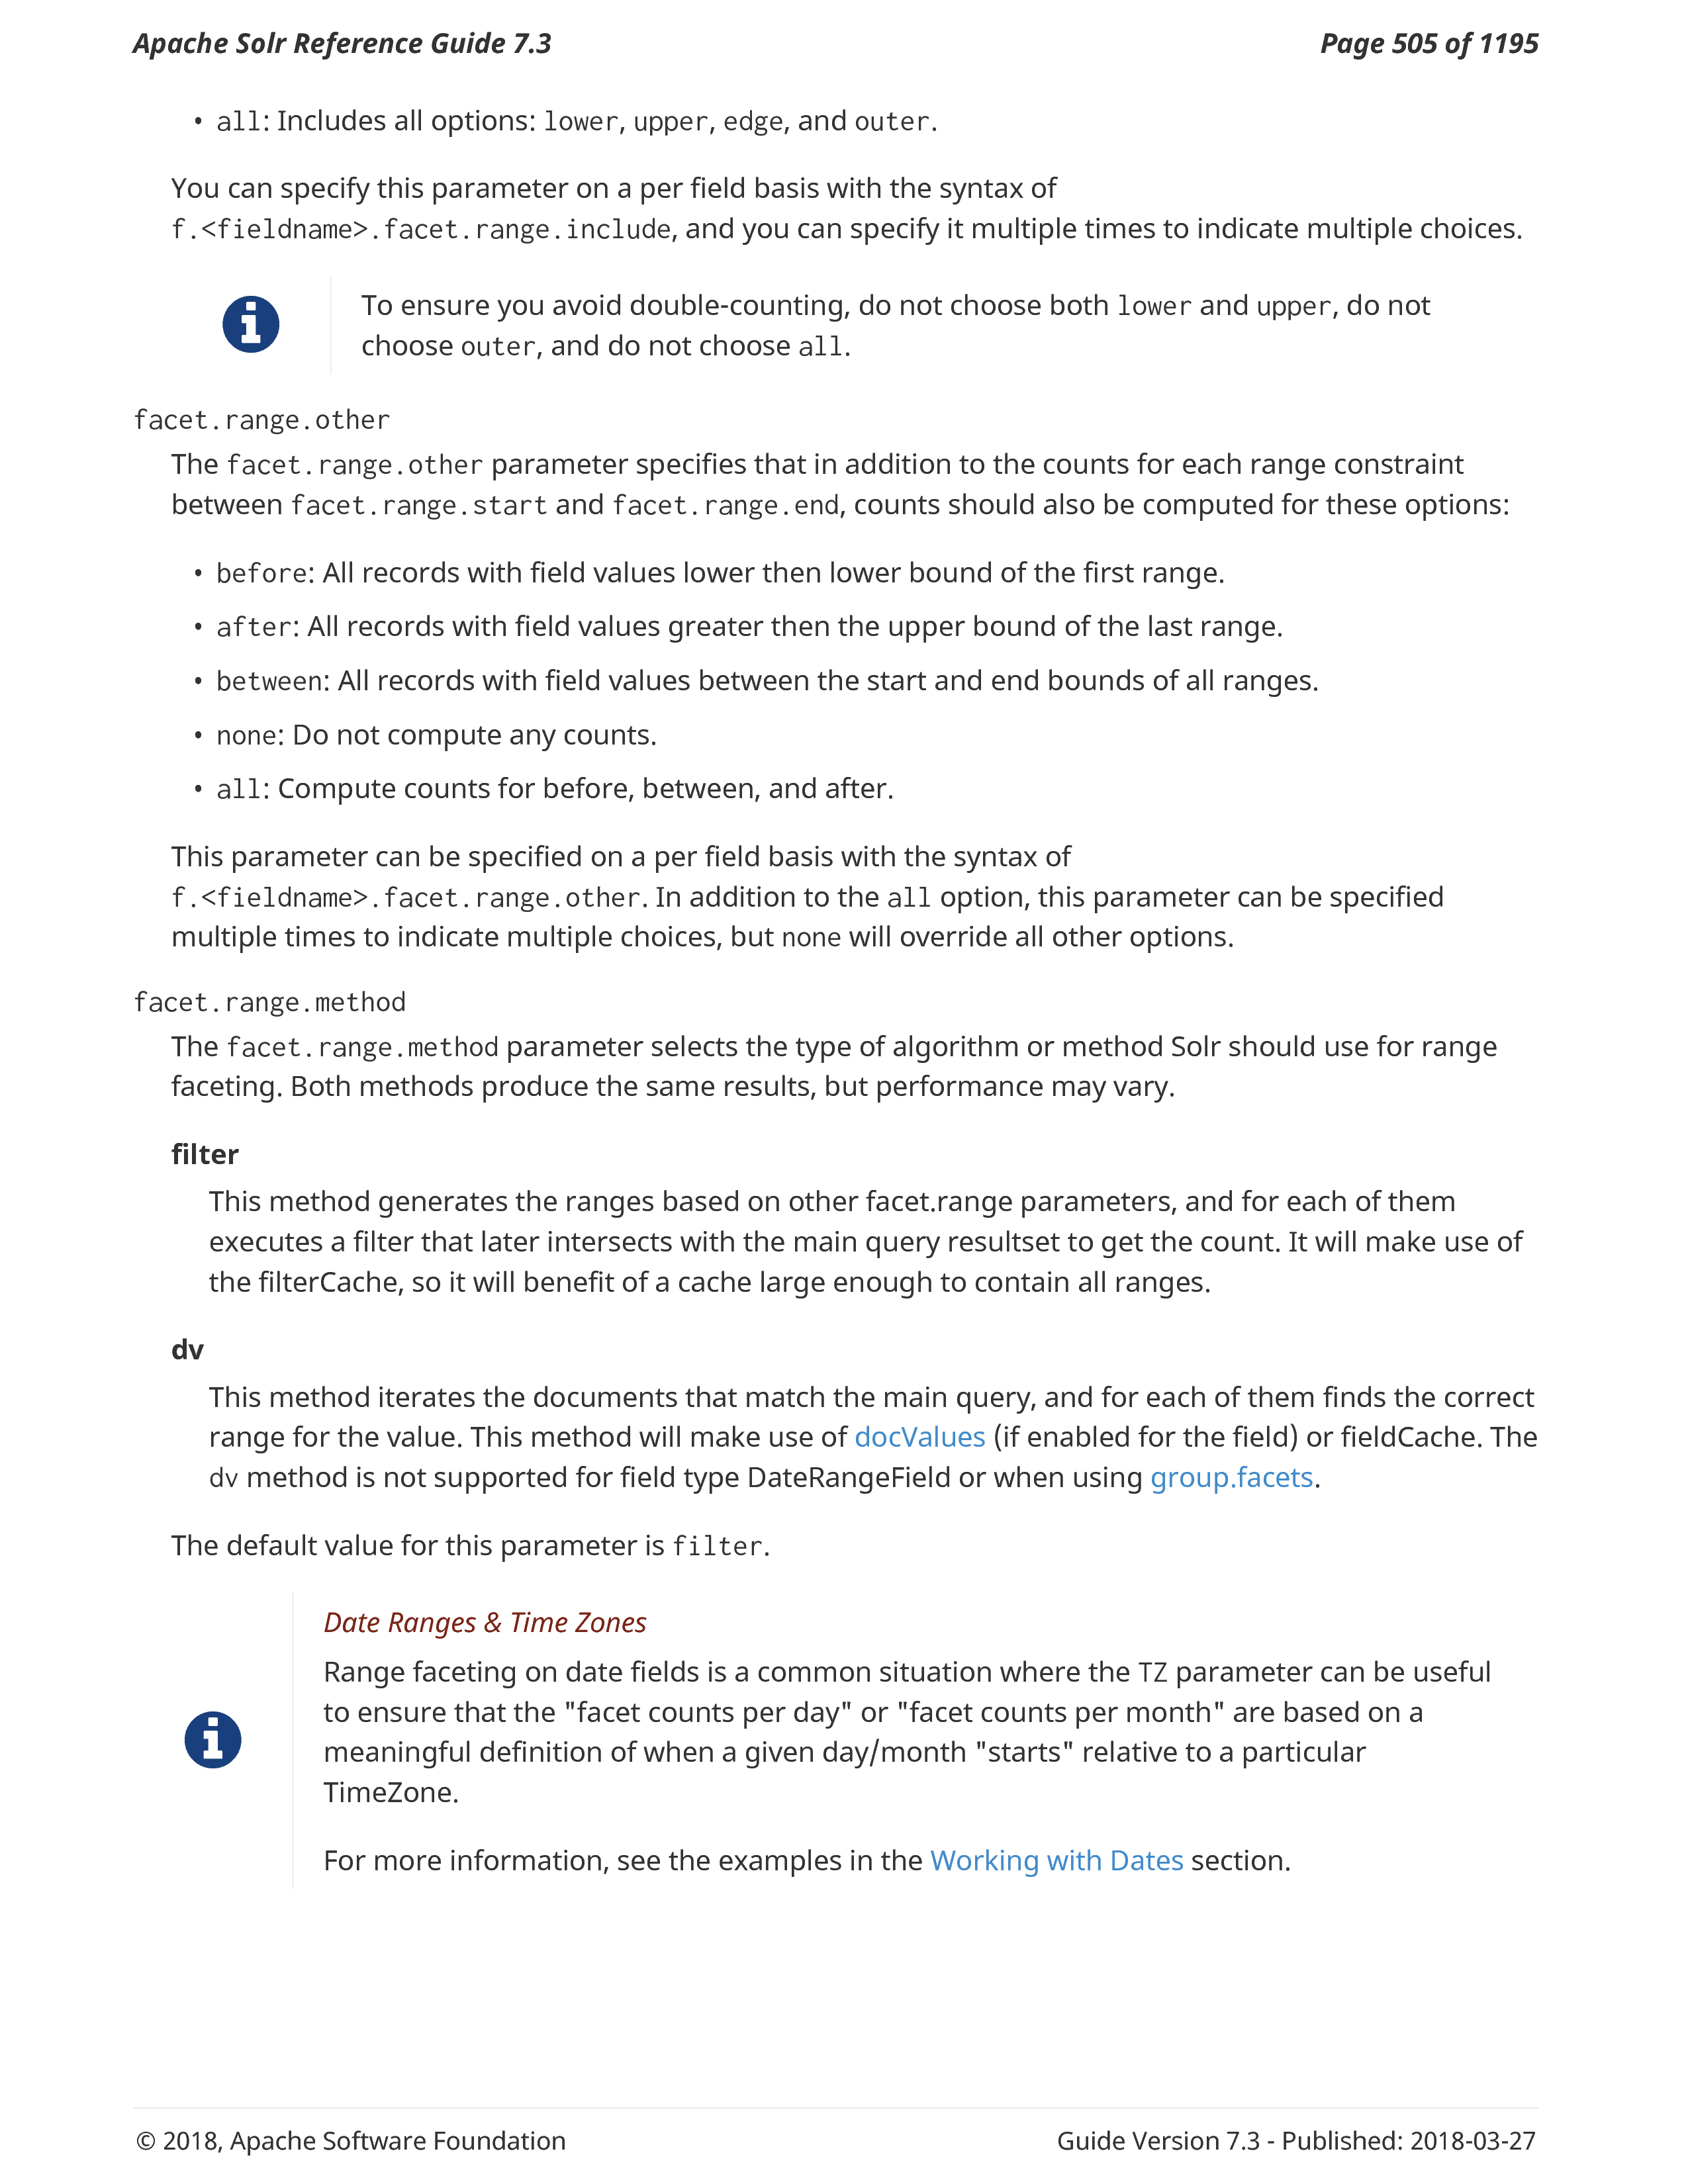 Apache Solr Reference Guide 7.3 Page 505 of 1195
• all: Includes all options: lower, upper, edge, and outer.
You can specify this parameter on a per field basis with the syntax of
f.<fieldname>.facet.range.include, and you can specify it multiple times to indicate multiple choices.
To ensure you avoid double-counting, do not choose both lower and upper, do not
choose outer, and do not choose all.
facet.range.other
The facet.range.other parameter specifies that in addition to the counts for each range constraint
between facet.range.start and facet.range.end, counts should also be computed for these options:
• before: All records with field values lower then lower bound of the first range.
• after: All records with field values greater then the upper bound of the last range.
• between: All records with field values between the start and end bounds of all ranges.
• none: Do not compute any counts.
• all: Compute counts for before, between, and after.
This parameter can be specified on a per field basis with the syntax of
f.<fieldname>.facet.range.other. In addition to the all option, this parameter can be specified
multiple times to indicate multiple choices, but none will override all other options.
facet.range.method
The facet.range.method parameter selects the type of algorithm or method Solr should use for range
faceting. Both methods produce the same results, but performance may vary.
filter
This method generates the ranges based on other facet.range parameters, and for each of them
executes a filter that later intersects with the main query resultset to get the count. It will make use of
the filterCache, so it will benefit of a cache large enough to contain all ranges.
dv
This method iterates the documents that match the main query, and for each of them finds the correct
range for the value. This method will make use of docValues (if enabled for the field) or fieldCache. The
dv method is not supported for field type DateRangeField or when using group.facets.
The default value for this parameter is filter.
Date Ranges & Time Zones
Range faceting on date fields is a common situation where the TZ parameter can be useful
to ensure that the "facet counts per day" or "facet counts per month" are based on a
meaningful definition of when a given day/month "starts" relative to a particular
TimeZone.
For more information, see the examples in the Working with Dates section.
© 2018, Apache Software Foundation Guide Version 7.3 - Published: 2018-03-27